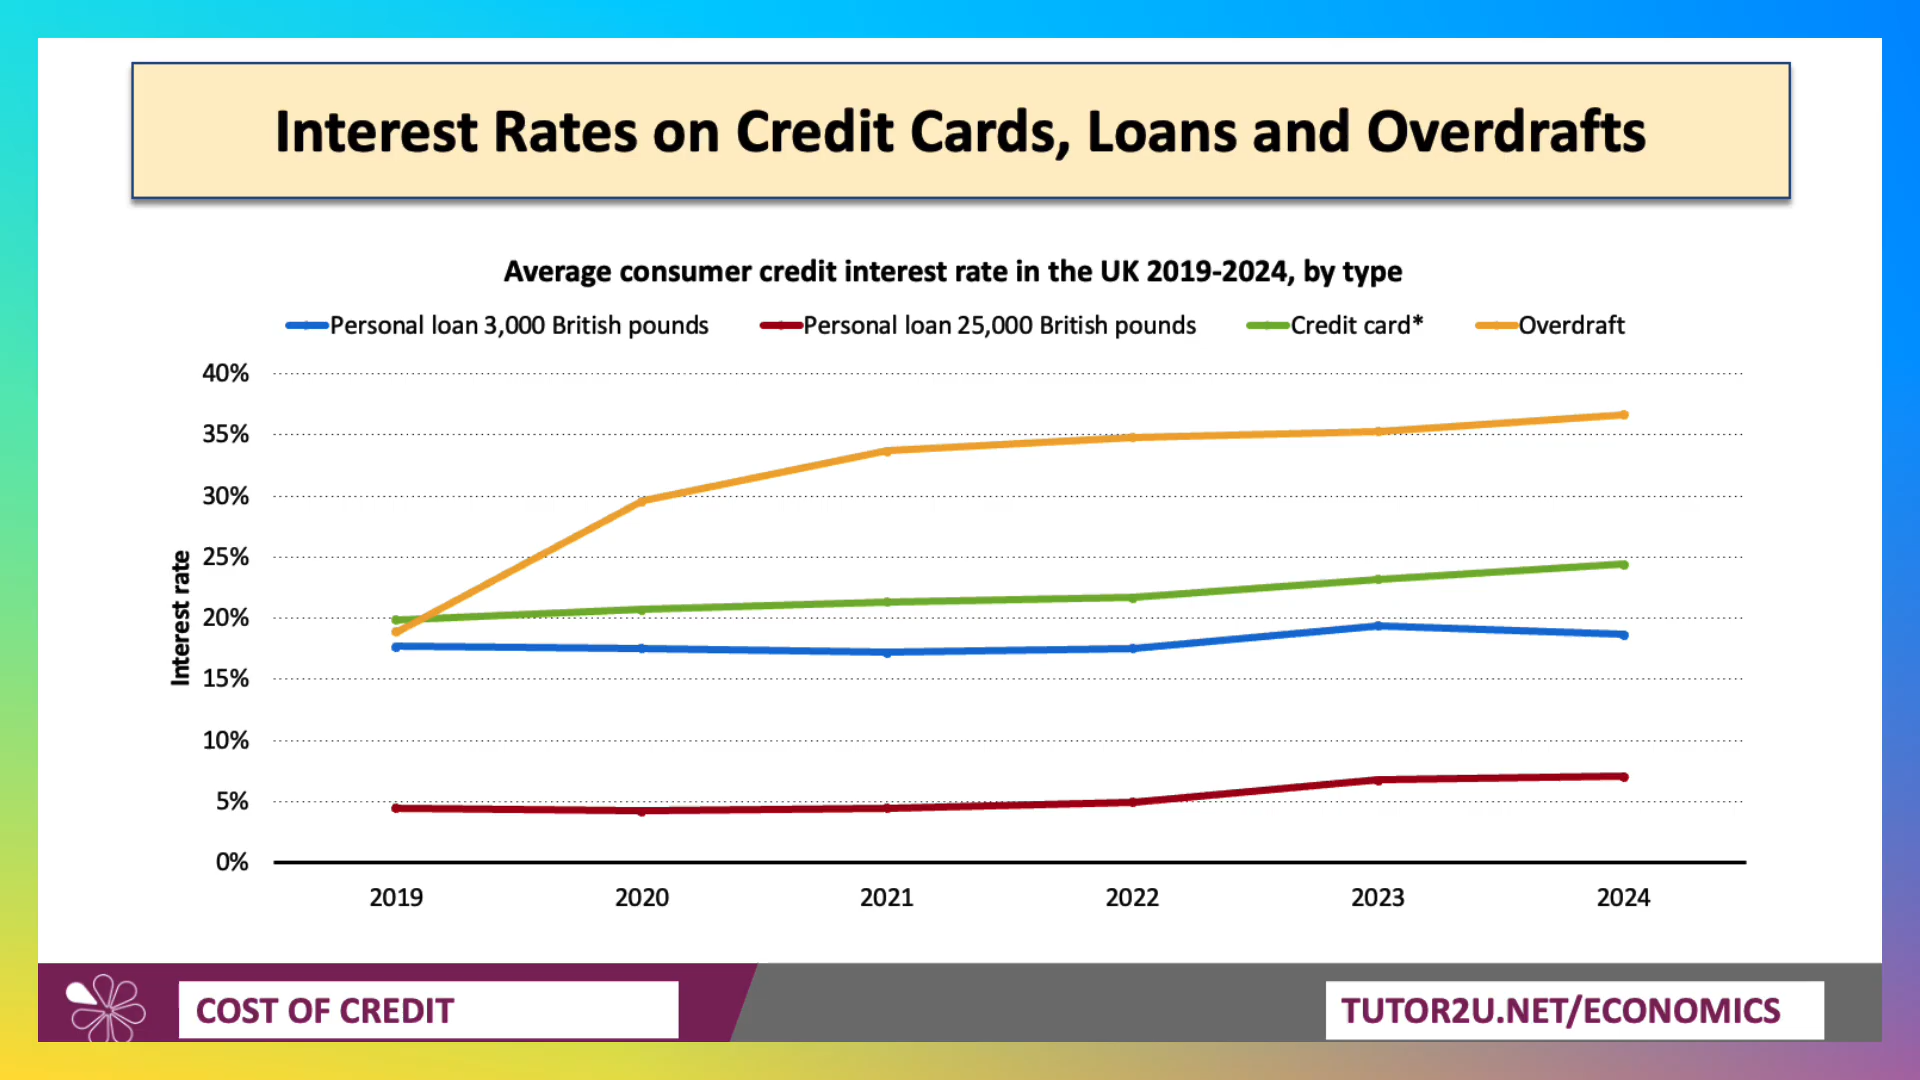 Interest Rates on Credit Cards, Loans and Overdrafts
Average consumer credit interest rate in the UK 2019-2024, by type
Personal loan 3,000 British pounds Personal loan 25,000 British pounds Credit card* Overdraft
40%
35%
30%
25%
20%
15%
10%
5%
0%
Interest rate
2019 2020 2021 2022 2023 2024
COST OF CREDIT
TUTOR2U.NET/ECONOMICS